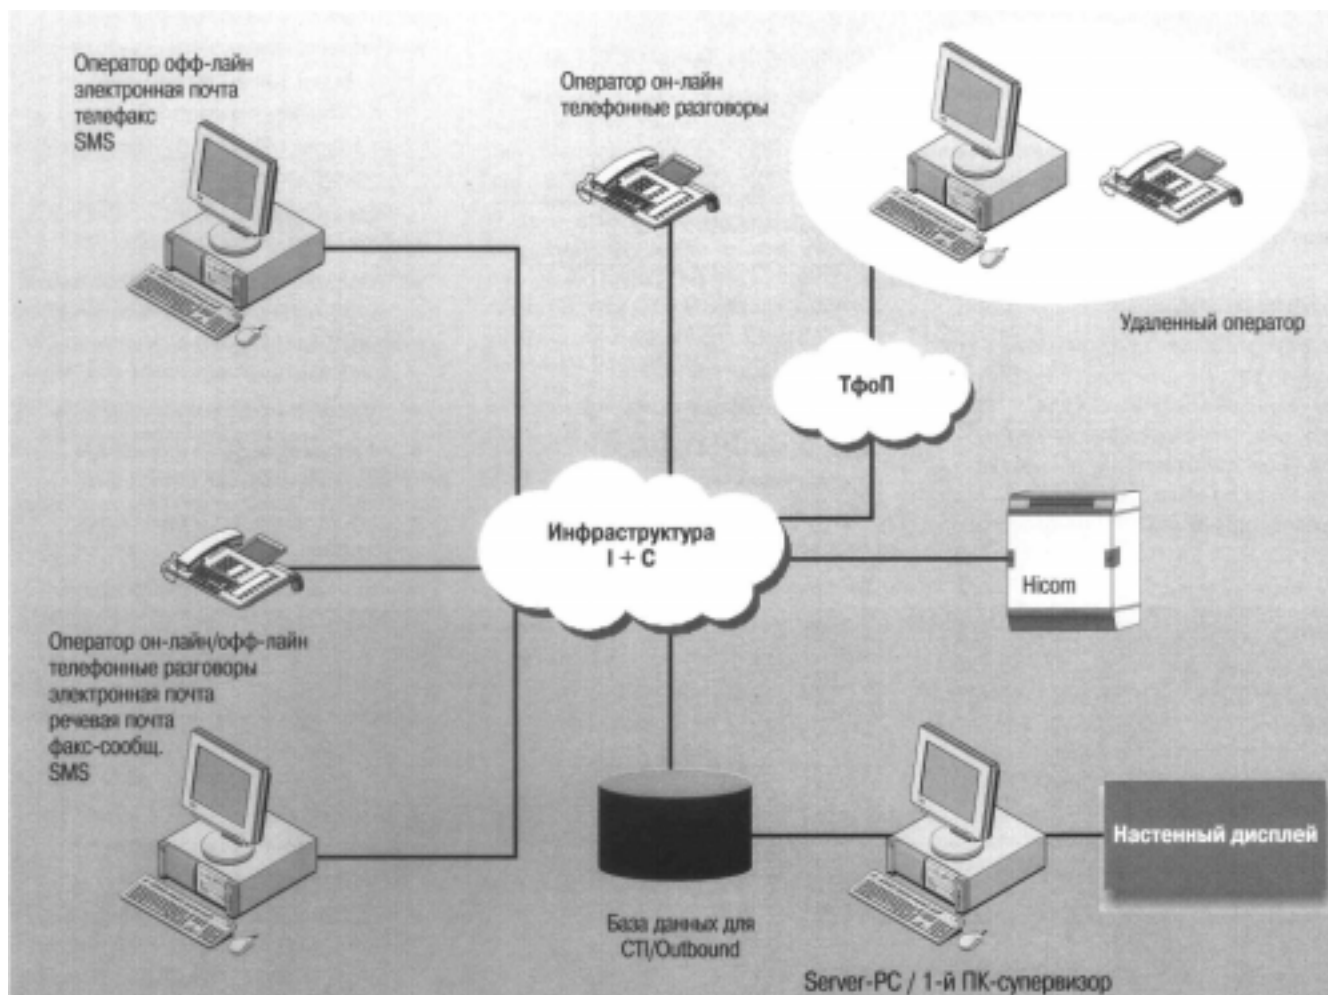 Оператор офф-лайн
электронная почта
телефакс
SMS
Оператор он-лайн
телефонные разговоры
Удаленный оператор
ТфоП
Инфраструктура
I + C
Hicom
Оператор он-лайн/офф-лайн
телефонные разговоры
электронная почта
речевая почта
факс-сообщ.
SMS
База данных для
СТІ/Outbound
Настенный дисплей
Server-PC / 1-й ПК-супервизор